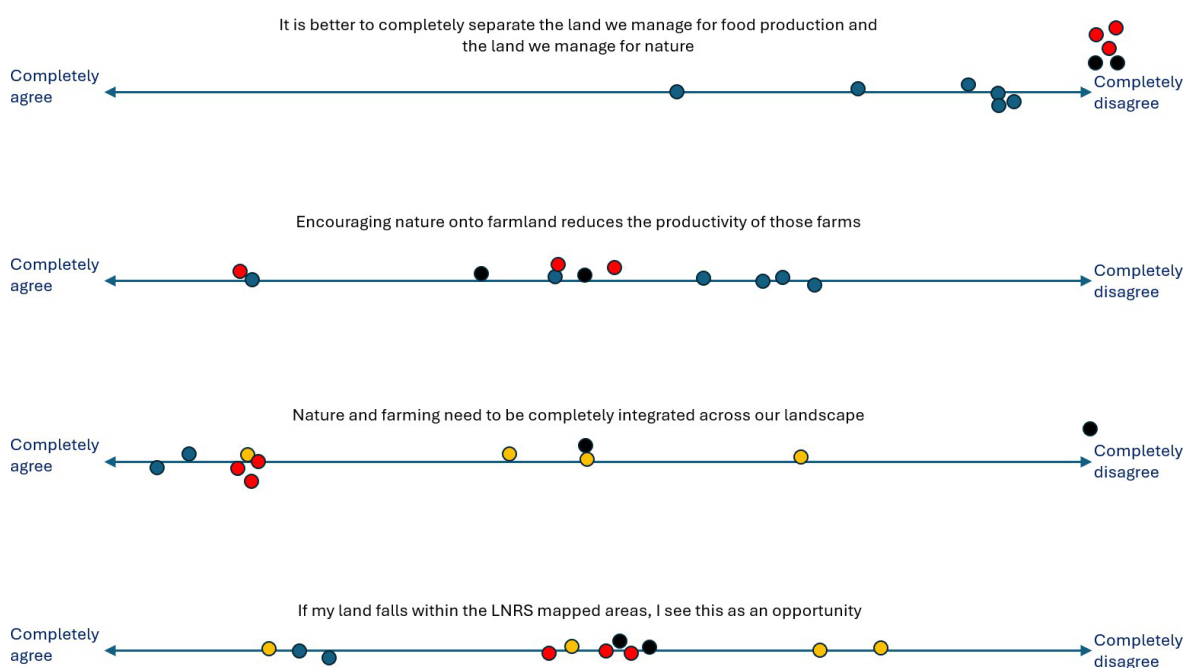 It is better to completely separate the land we manage for food production and
the land we manage for nature
Completely
agree
Completely
disagree
Encouraging nature onto farmland reduces the productivity of those farms
Completely
agree
Completely
disagree
Nature and farming need to be completely integrated across our landscape
Completely
agree
Completely
disagree
If my land falls within the LNRS mapped areas, I see this as an opportunity
Completely
agree
Completely
disagree